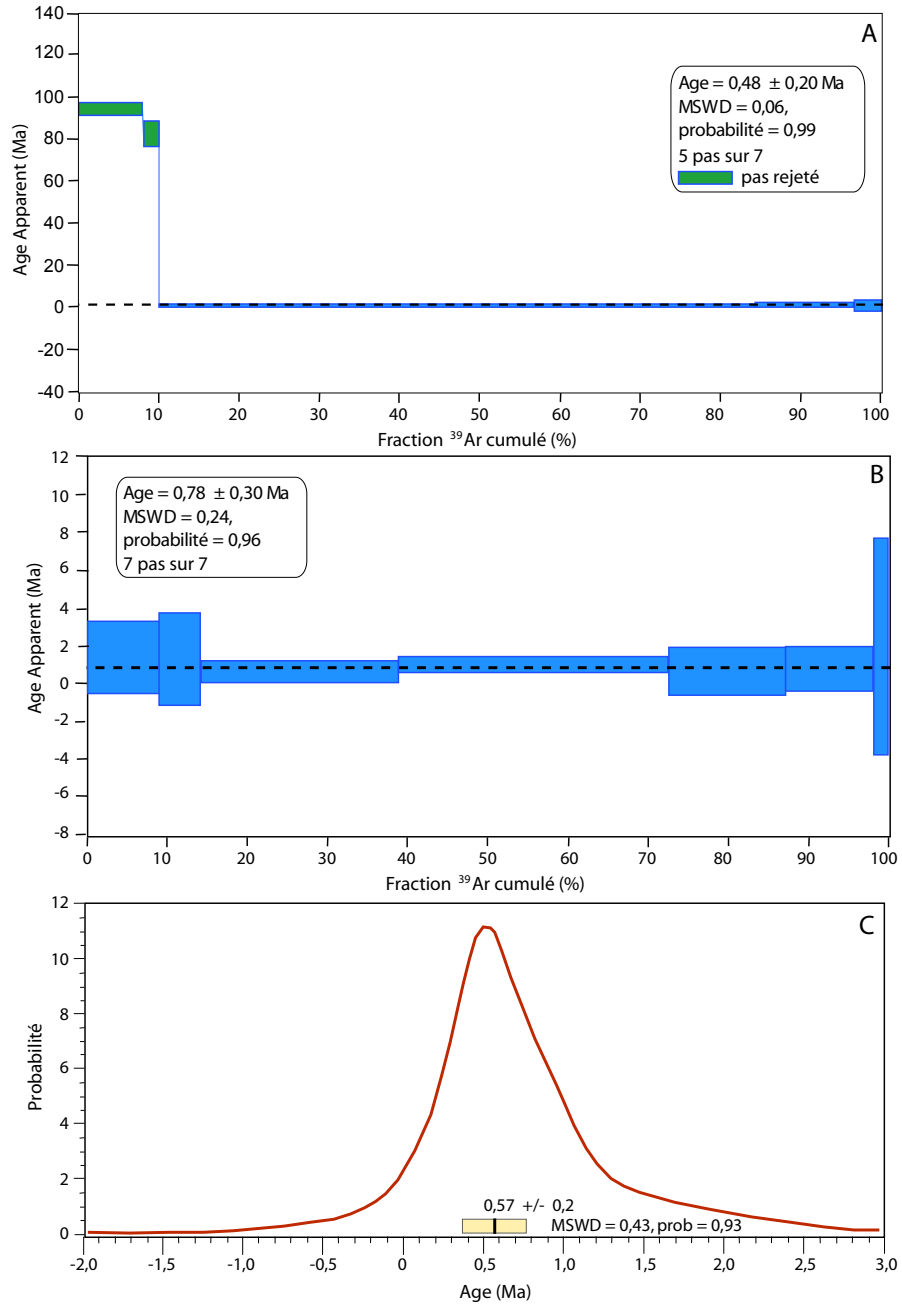 A
140
120
100
80
60
40
20
0
-20
-40
Age Apparent (Ma)
Age = 0,48 ± 0,20 Ma
MSWD = 0,06,
probabilité = 0,99
5 pas sur 7
pas rejeté
0 10 20 30 40 50 60 70 80 90 100
Fraction ³⁹Ar cumulé (%)
B
12
10
8
6
4
2
0
-2
-4
-6
-8
Age Apparent (Ma)
Age = 0,78 ± 0,30 Ma
MSWD = 0,24,
probabilité = 0,96
7 pas sur 7
0 10 20 30 40 50 60 70 80 90 100
Fraction ³⁹Ar cumulé (%)
C
12
10
8
6
4
2
0
Probabilité
0,57 +/- 0,2
MSWD = 0,43, prob = 0,93
-2,0 -1,5 -1,0 -0,5 0 0,5 1,0 1,5 2,0 2,5 3,0
Age (Ma)